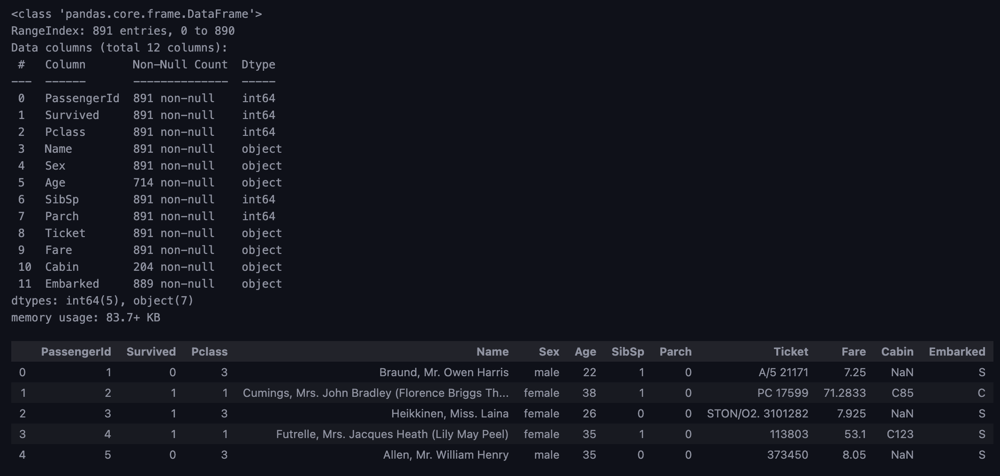 <class 'pandas.core.frame.DataFrame'>
RangeIndex: 891 entries, 0 to 890
Data columns (total 12 columns):
 #   Column       Non-Null Count  Dtype
---  ------       --------------  -----
 0   PassengerId  891 non-null    int64
 1   Survived     891 non-null    int64
 2   Pclass       891 non-null    int64
 3   Name         891 non-null    object
 4   Sex          891 non-null    object
 5   Age          714 non-null    object
 6   SibSp        891 non-null    int64
 7   Parch        891 non-null    int64
 8   Ticket       891 non-null    object
 9   Fare         891 non-null    object
 10  Cabin        204 non-null    object
 11  Embarked     889 non-null    object
dtypes: int64(5), object(7)
memory usage: 83.7+ KB
PassengerId Survived Pclass Name Sex Age SibSp Parch Ticket Fare Cabin Embarked
0 1 0 3 Braund, Mr. Owen Harris male 22 1 0 A/5 21171 7.25 NaN S
1 2 1 1 Cumings, Mrs. John Bradley (Florence Briggs Th... female 38 1 0 PC 17599 71.2833 C85 C
2 3 1 3 Heikkinen, Miss. Laina female 26 0 0 STON/O2. 3101282 7.925 NaN S
3 4 1 1 Futrelle, Mrs. Jacques Heath (Lily May Peel) female 35 1 0 113803 53.1 C123 S
4 5 0 3 Allen, Mr. William Henry male 35 0 0 373450 8.05 NaN S